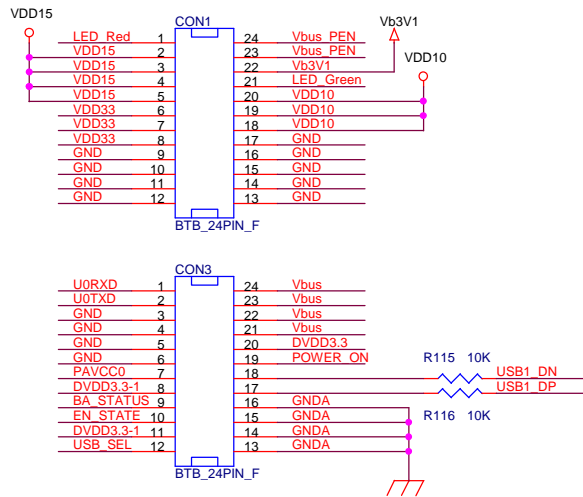 VDD15
CON1
Vb3V1
VDD10
LED_Red 1 24 Vbus_PEN
VDD15 2 23 Vbus_PEN
VDD15 3 22 Vb3V1
VDD15 4 21 LED_Green
VDD15 5 20 VDD10
VDD33 6 19 VDD10
VDD33 7 18 VDD10
VDD33 8 17 GND
GND 9 16 GND
GND 10 15 GND
GND 11 14 GND
GND 12 13 GND
BTB_24PIN_F
CON3
U0RXD 1 24 Vbus
U0TXD 2 23 Vbus
GND 3 22 Vbus
GND 4 21 Vbus
GND 5 20 DVDD3.3
GND 6 19 POWER_ON
R115 10K
PAVCC0 7 18 USB1_DN
DVDD3.3-1 8 17 USB1_DP
R116 10K
BA_STATUS 9 16 GNDA
EN_STATE 10 15 GNDA
DVDD3.3-1 11 14 GNDA
USB_SEL 12 13 GNDA
BTB_24PIN_F